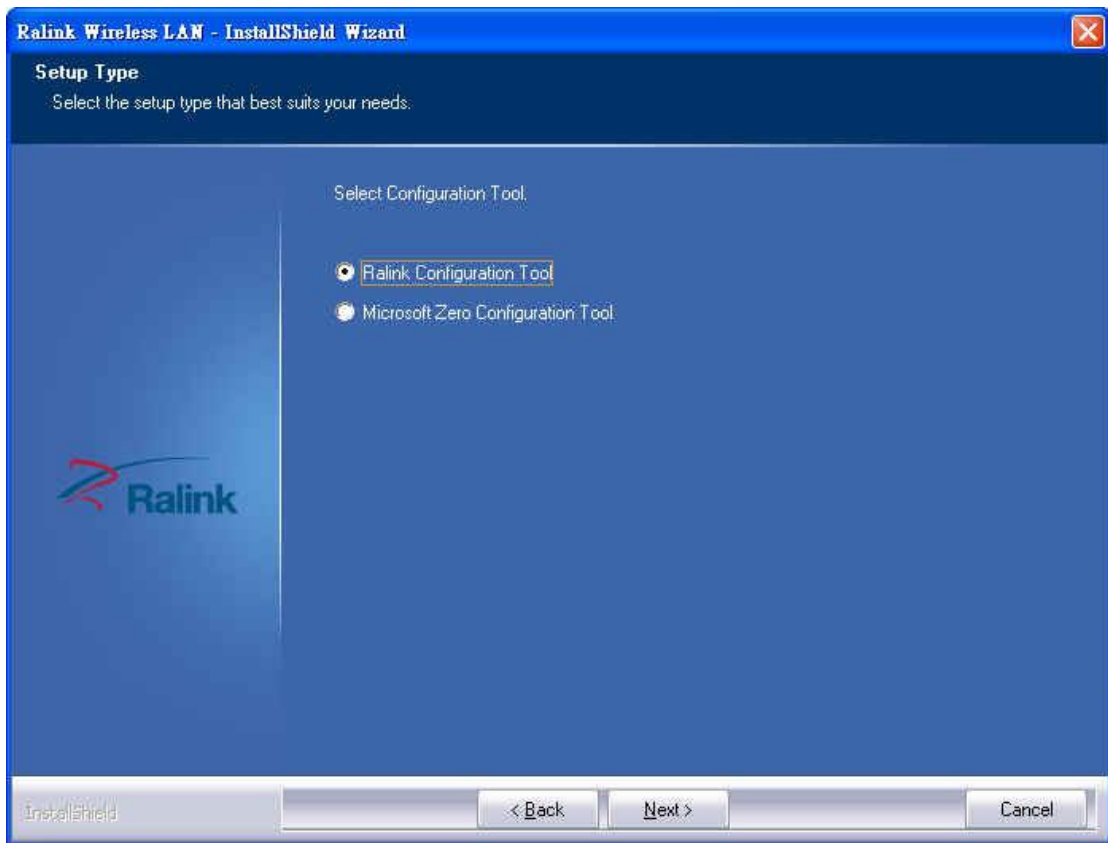 Ralink Wireless LAN - InstallShield Wizard
Setup Type
Select the setup type that best suits your needs.
Select Configuration Tool.
Ralink Configuration Tool
Microsoft Zero Configuration Tool
Ralink
InstallShield
< Back
Next >
Cancel